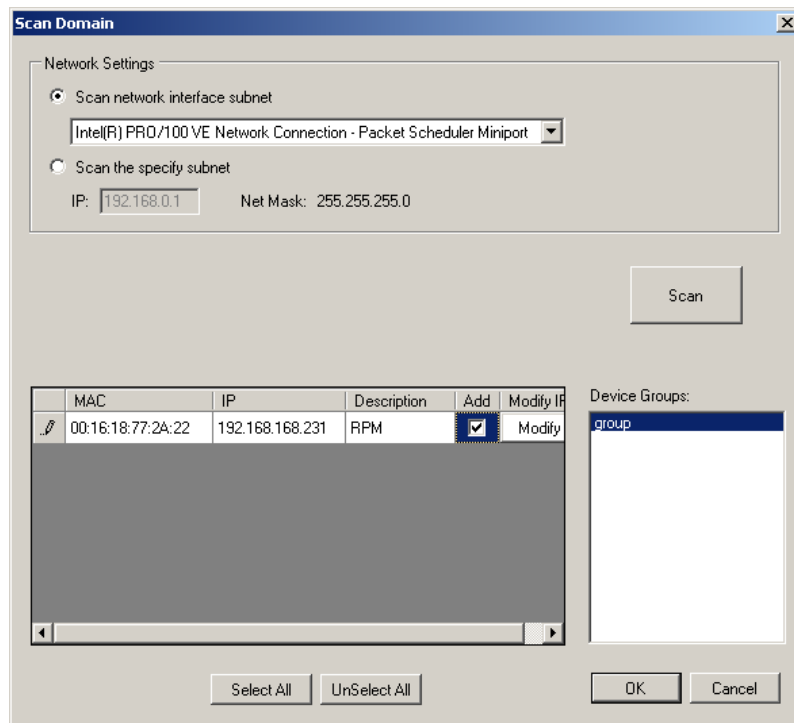 Scan Domain
Network Settings
Scan network interface subnet
Intel(R) PRO/100 VE Network Connection - Packet Scheduler Miniport
Scan the specify subnet
IP: 192.168.0.1 Net Mask: 255.255.255.0
Scan
MAC IP Description Add Modify IP
00:16:18:77:2A:22 192.168.168.231 RPM Modify
Device Groups:
group
Select All UnSelect All OK Cancel